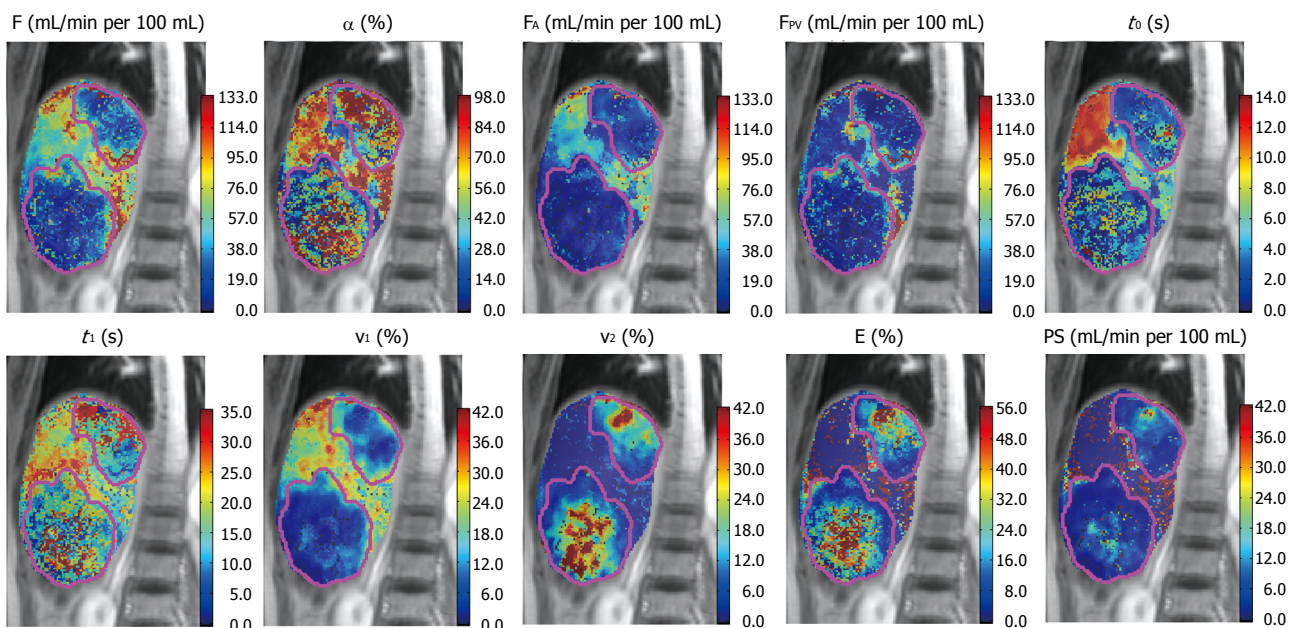 F (mL/min per 100 mL) α (%) FA (mL/min per 100 mL) FPV (mL/min per 100 mL) t0 (s)
133.0 98.0 133.0 133.0 14.0
114.0 84.0 114.0 114.0 12.0
95.0 70.0 95.0 95.0 10.0
76.0 56.0 76.0 76.0 8.0
57.0 42.0 57.0 57.0 6.0
38.0 28.0 38.0 38.0 4.0
19.0 14.0 19.0 19.0 2.0
0.0 0.0 0.0 0.0 0.0
t1 (s) v1 (%) v2 (%) E (%) PS (mL/min per 100 mL)
35.0 42.0 42.0 56.0 42.0
30.0 36.0 36.0 48.0 36.0
25.0 30.0 30.0 40.0 30.0
20.0 24.0 24.0 32.0 24.0
15.0 18.0 18.0 24.0 18.0
10.0 12.0 12.0 16.0 12.0
5.0 6.0 6.0 8.0 6.0
0.0 0.0 0.0 0.0 0.0